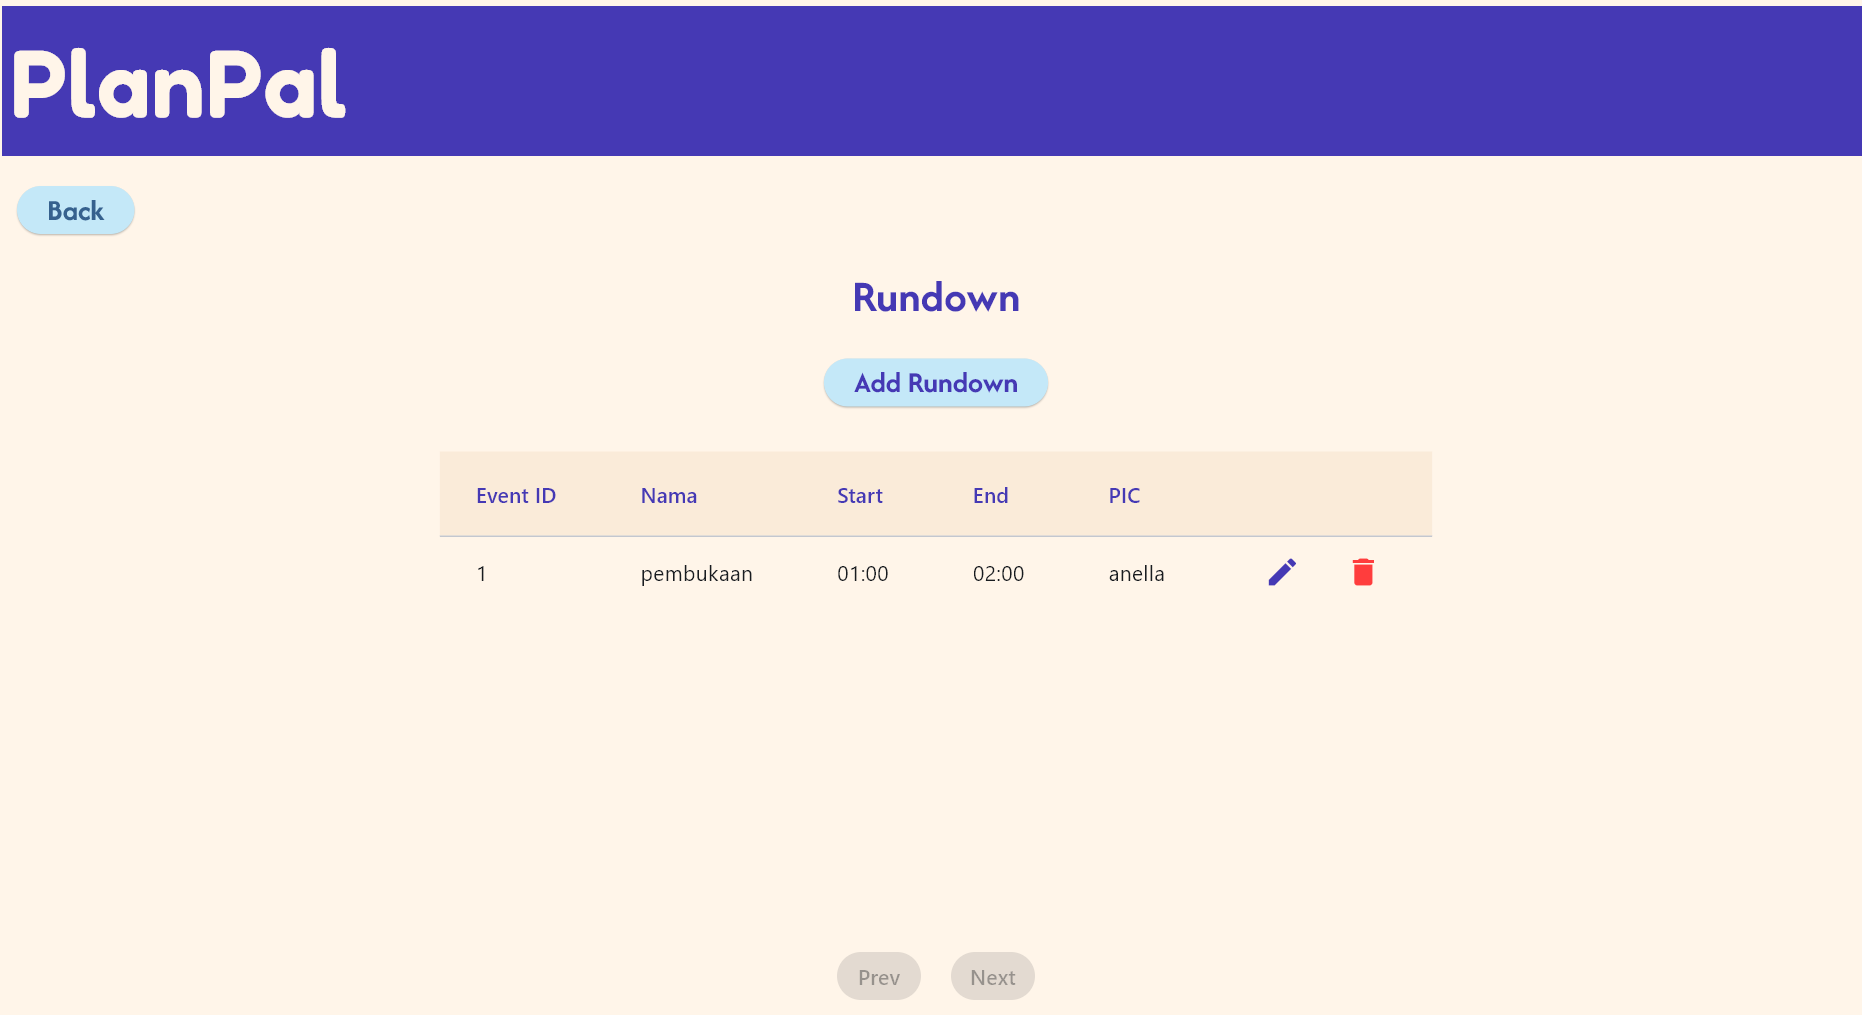 PlanPal
Back
Rundown
Add Rundown
Event ID Nama Start End PIC
1 pembukaan 01:00 02:00 anella
Prev Next